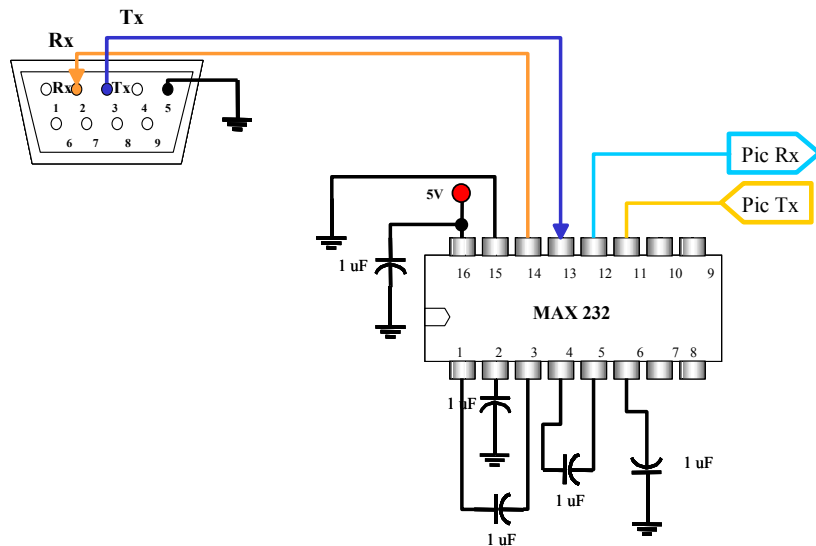 Tx
Rx
Rx Tx
1 2 3 4 5
6 7 8 9
Pic Rx
5V
Pic Tx
1 uF
16 15 14 13 12 11 10 9
MAX 232
1 2 3 4 5 6 7 8
1 uF
1 uF
1 uF
1 uF